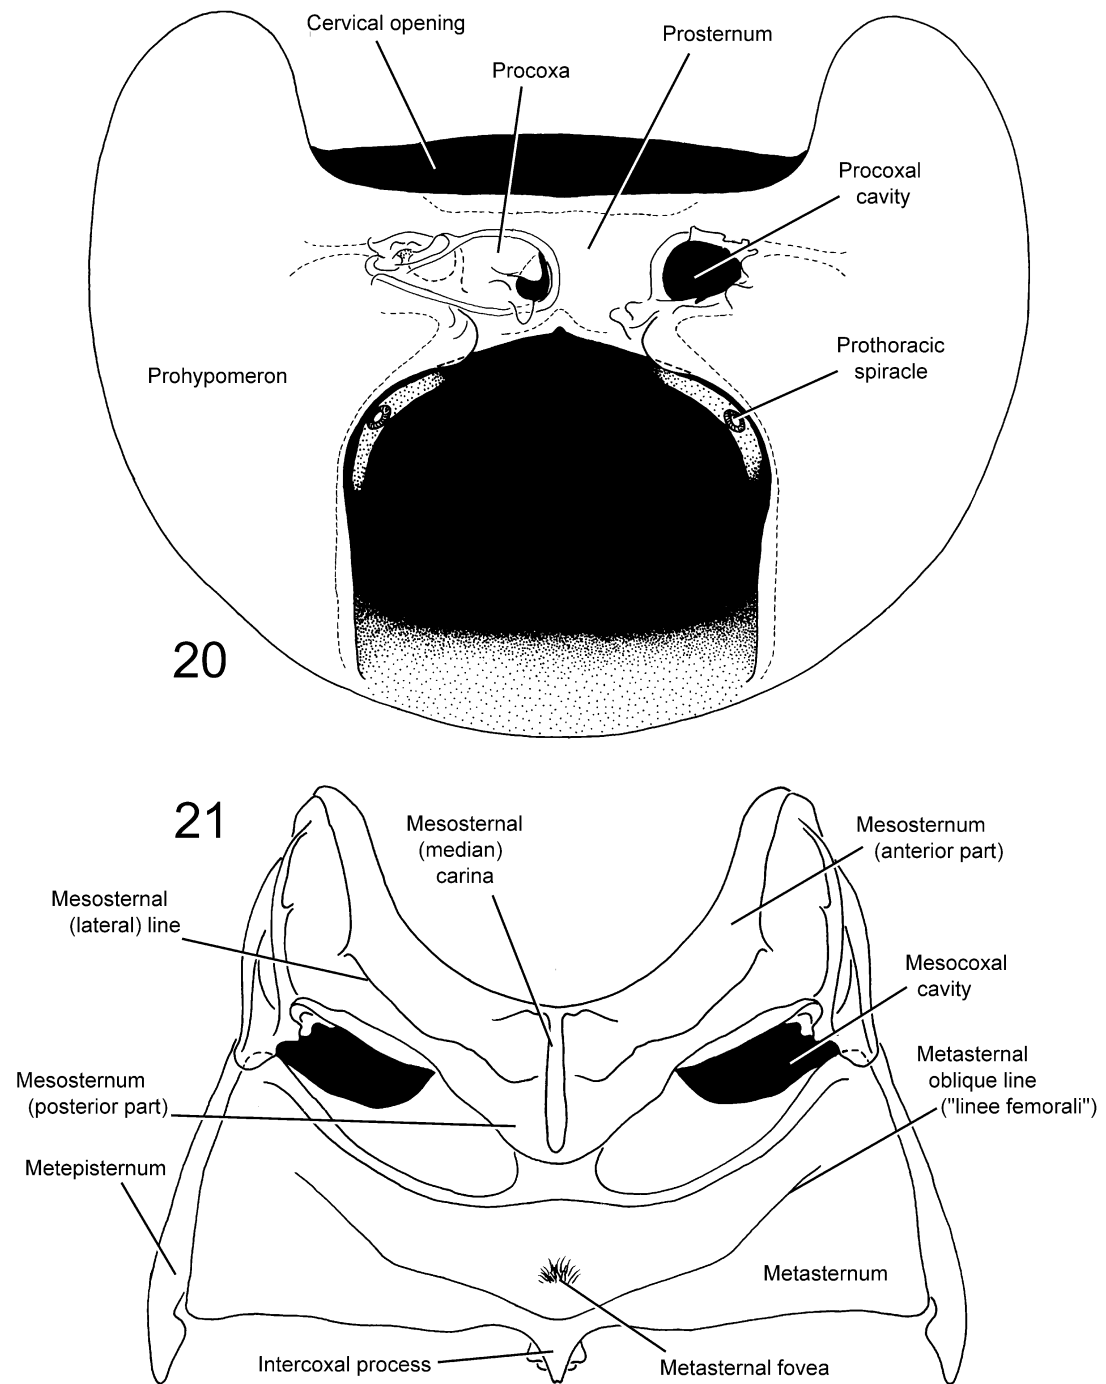 Cervical opening
Prosternum
Procoxa
Procoxal
cavity
Prothoracic
spiracle
Prohypomeron
20
21
Mesosternal
(median)
carina
Mesosternum
(anterior part)
Mesosternal
(lateral) line
Mesocoxal
cavity
Metasternal
oblique line
("linee femorali")
Mesosternum
(posterior part)
Metepisternum
Metasternum
Intercoxal process
Metasternal fovea